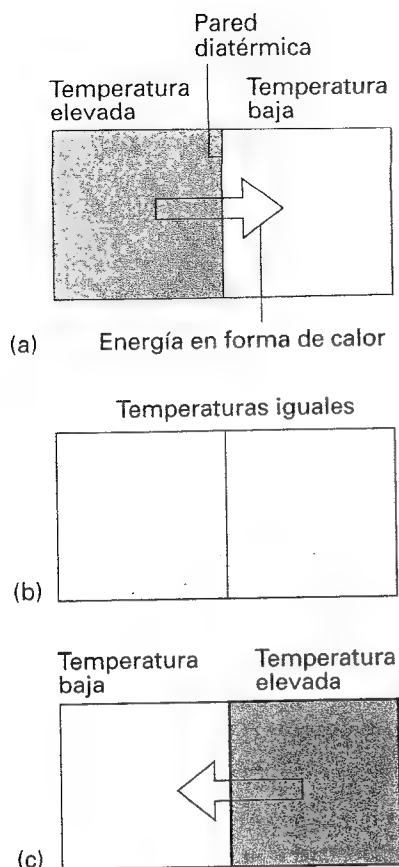 Pared
diatérmica
Temperatura
elevada
Temperatura
baja
(a)
Energía en forma de calor
Temperaturas iguales
(b)
Temperatura
baja
Temperatura
elevada
(c)